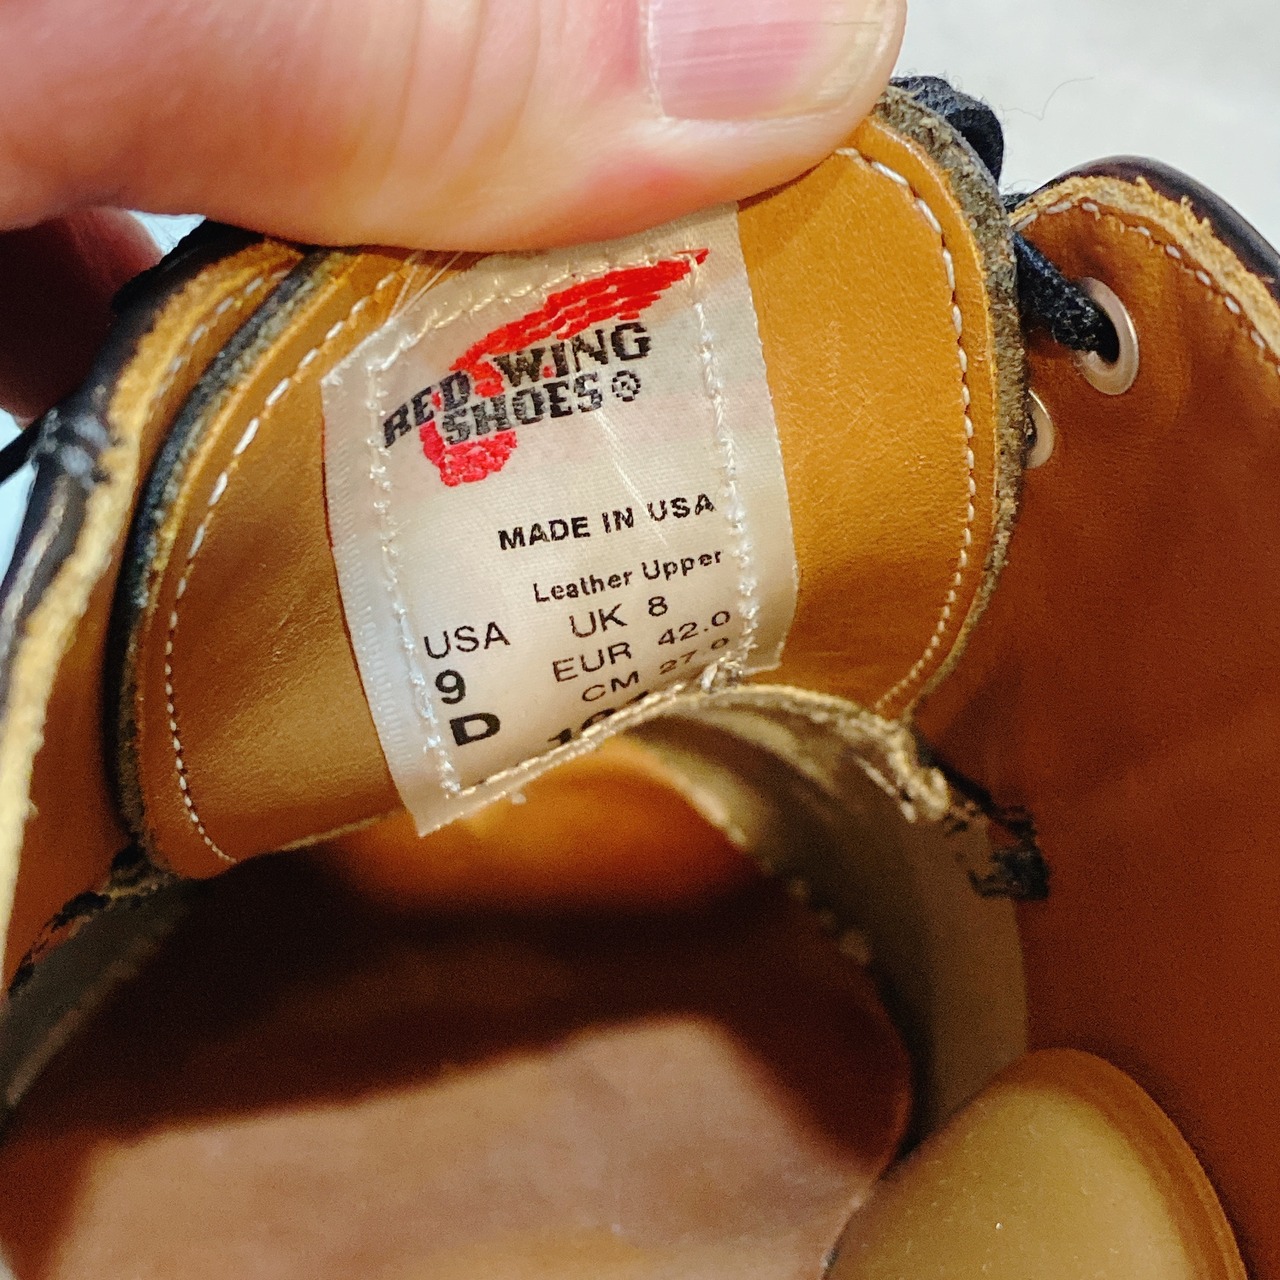 RED WING
SHOES®
MADE IN USA
Leather Upper
USA UK 8
9 EUR 42.0
D CM 27.0